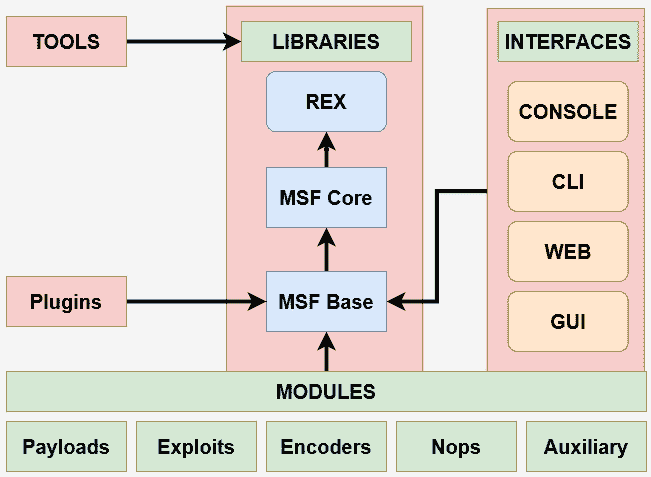 TOOLS
LIBRARIES
INTERFACES
REX
CONSOLE
MSF Core
CLI
WEB
Plugins
MSF Base
GUI
MODULES
Payloads
Exploits
Encoders
Nops
Auxiliary